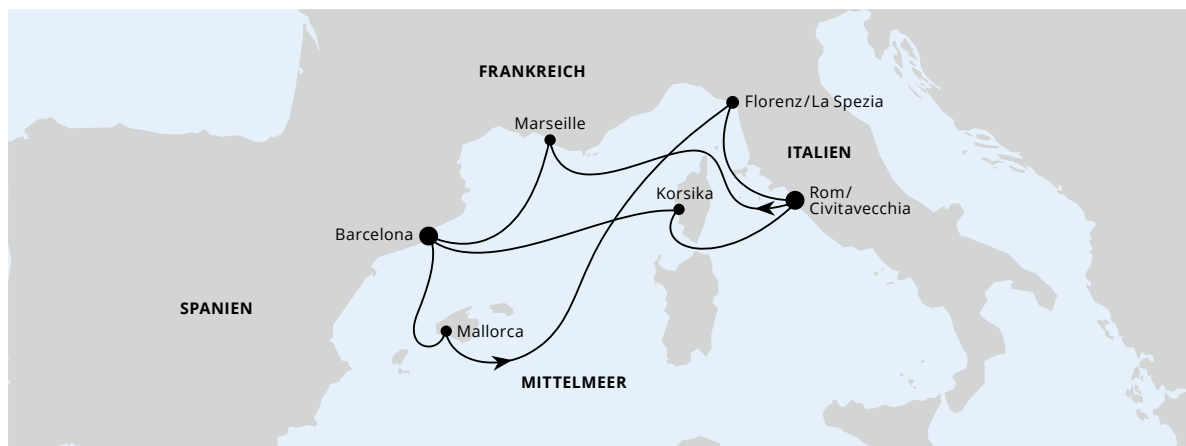 FRANKREICH
Florenz/La Spezia
Marseille
ITALIEN
Korsika
Rom/
Civitavecchia
Barcelona
SPANIEN
Mallorca
MITTELMEER